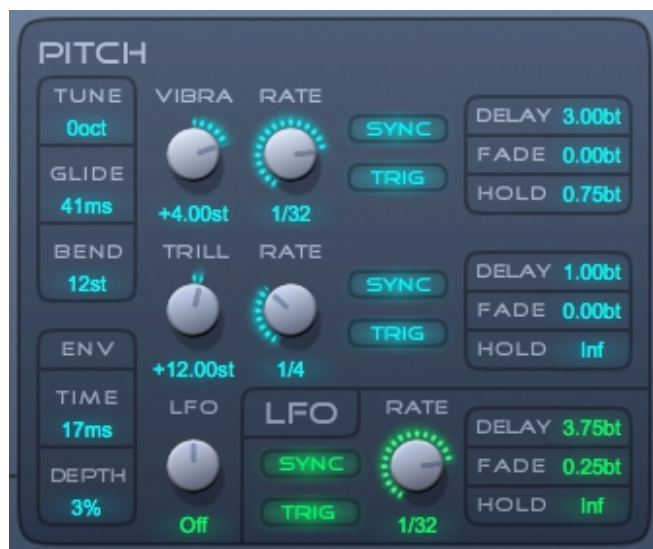 PITCH
TUNE
0oct
GLIDE
41ms
BEND
12st
VIBRA RATE
+4.00st 1/32
SYNC
TRIG
DELAY 3.00bt
FADE 0.00bt
HOLD 0.75bt
TRILL RATE
+12.00st 1/4
SYNC
TRIG
DELAY 1.00bt
FADE 0.00bt
HOLD Inf
ENV
TIME
17ms
DEPTH
3%
LFO
Off
LFO
SYNC
TRIG
RATE
1/32
DELAY 3.75bt
FADE 0.25bt
HOLD Inf